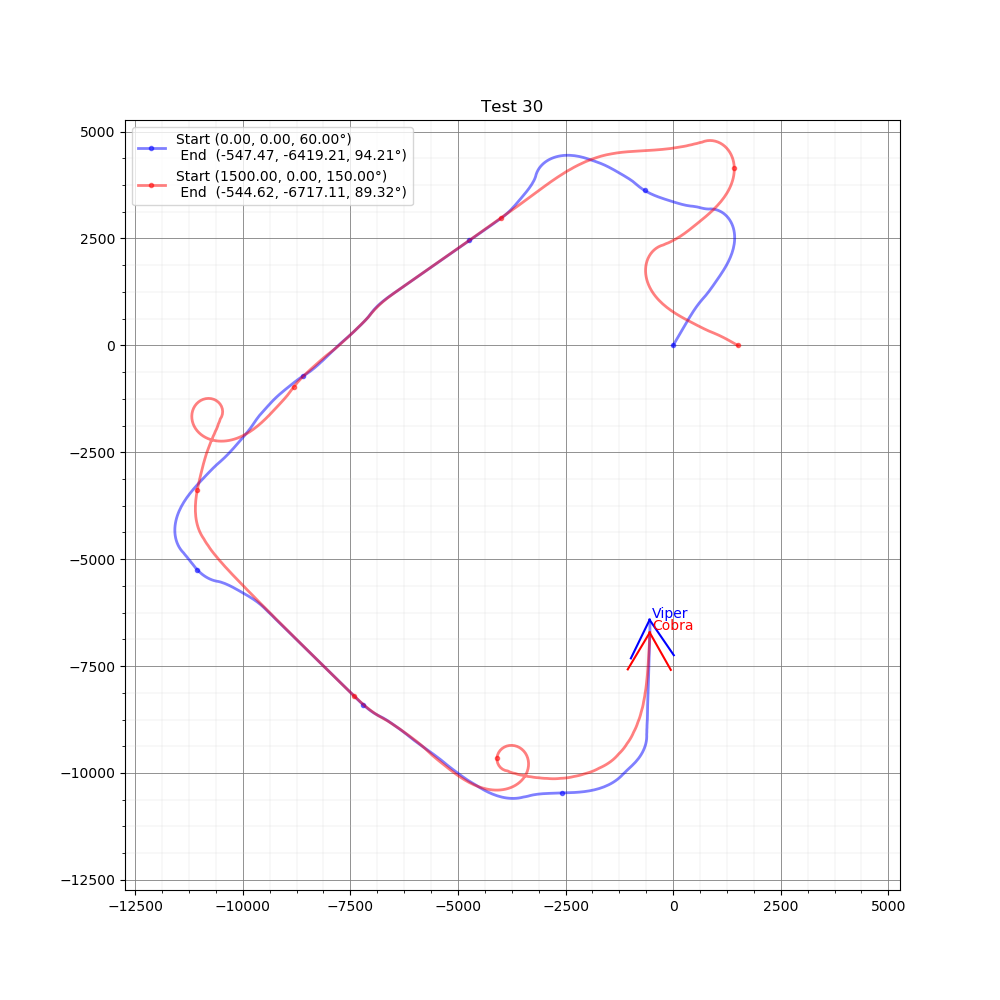 Test 30
Start (0.00, 0.00, 60.00°)
End (-547.47, -6419.21, 94.21°)
Start (1500.00, 0.00, 150.00°)
End (-544.62, -6717.11, 89.32°)
5000
2500
0
−2500
−5000
−7500
−10000
−12500
Viper
Cobra
−12500 −10000 −7500 −5000 −2500 0 2500 5000